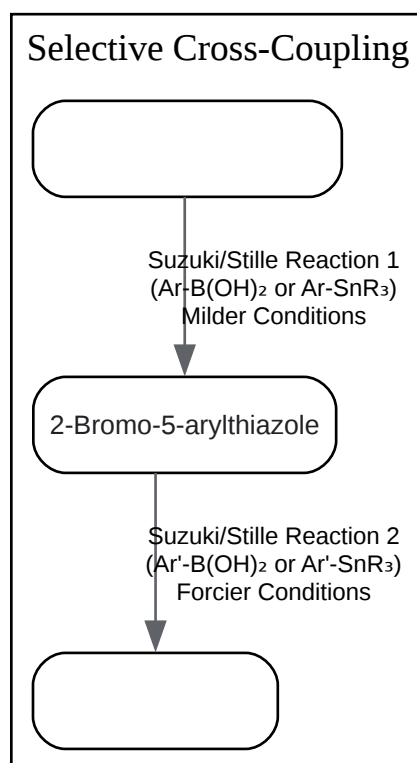 Selective Cross-Coupling
Suzuki/Stille Reaction 1
(Ar-B(OH)₂ or Ar-SnR₃)
Milder Conditions
2-Bromo-5-arylthiazole
Suzuki/Stille Reaction 2
(Ar'-B(OH)₂ or Ar'-SnR₃)
Forcier Conditions